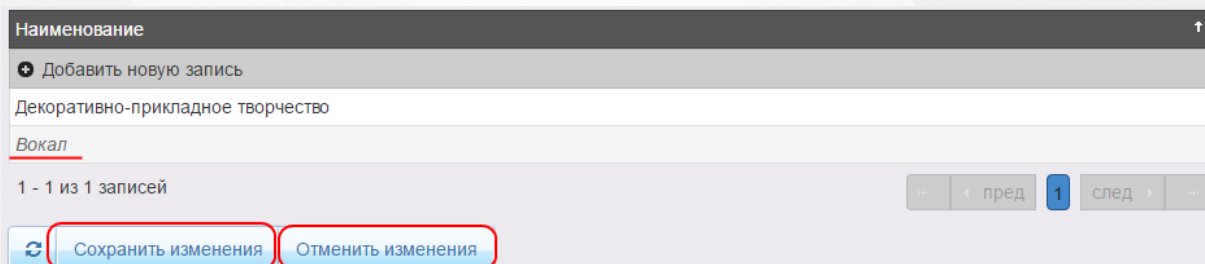 Наименование
Добавить новую запись
Декоративно-прикладное творчество
Вокал
1 - 1 из 1 записей пред 1 след
Сохранить изменения Отменить изменения